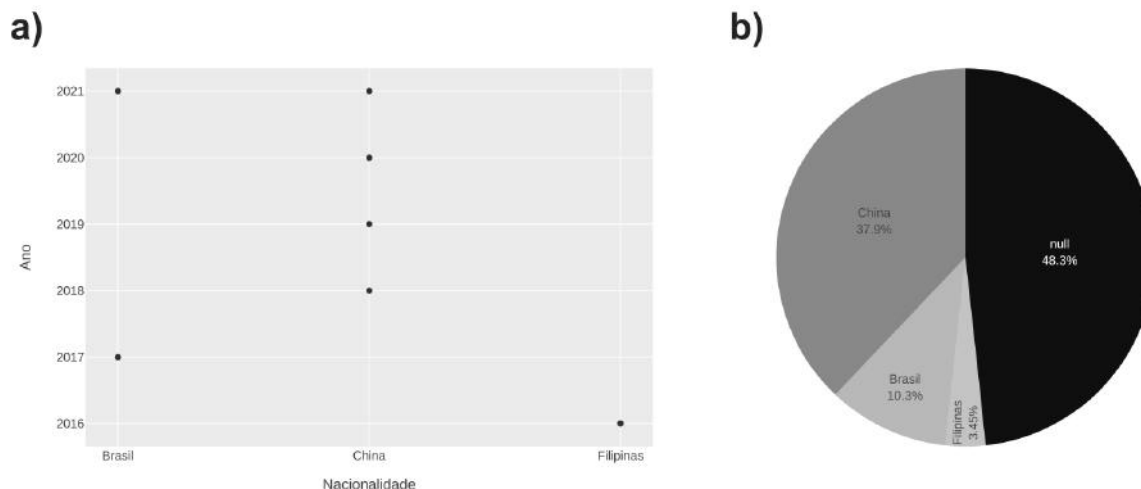 a)
2021
2020
2019
2018
2017
2016
Ano
Brasil
China
Filipinas
Nacionalidade
b)
China
37.9%
null
48.3%
Brasil
10.3%
Filipinas
3.45%